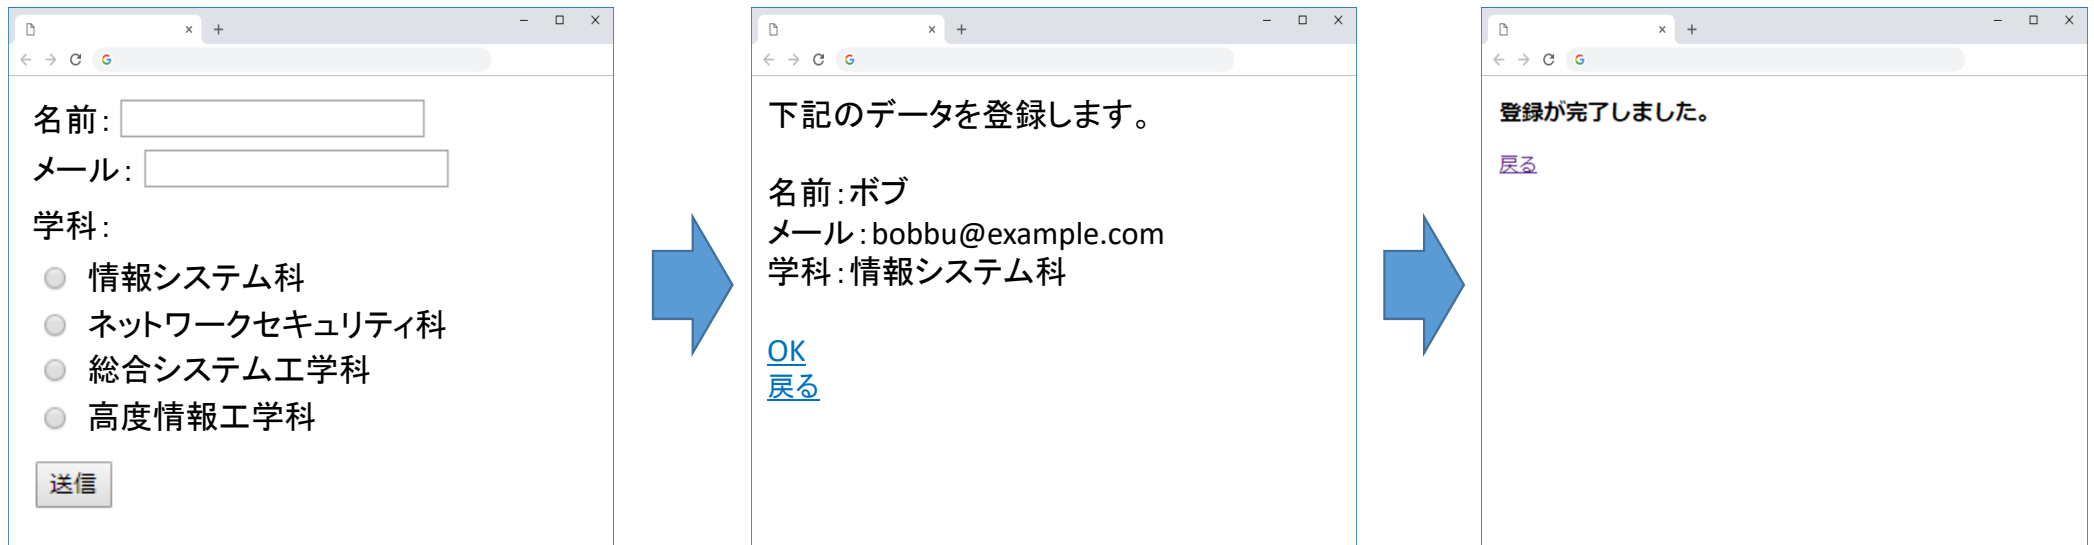 名前：
メール：
学科：
情報システム科
ネットワークセキュリティ科
総合システム工学科
高度情報工学科
送信
下記のデータを登録します。
名前：ボブ
メール：bobbu@example.com
学科：情報システム科
OK
戻る
登録が完了しました。
戻る